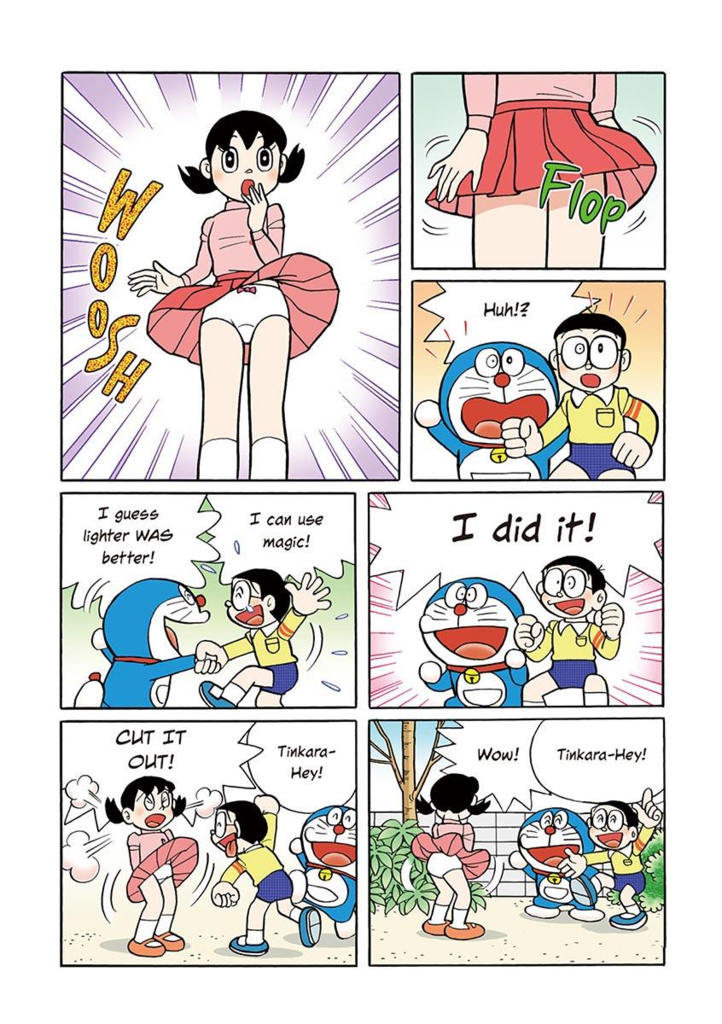 WOOSH
Flop
Huh!?
I guess
lighter WAS
better!
I can use
magic!
I did it!
CUT IT
OUT!
Tinkara-
Hey!
Wow!
Tinkara-Hey!